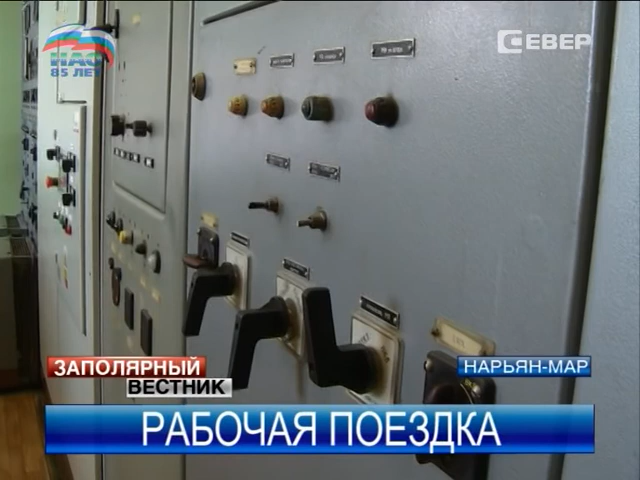 НАО
85 ЛЕТ
СЕВЕР
ЗАПОЛЯРНЫЙ
ВЕСТНИК
НАРЬЯН-МАР
РАБОЧАЯ ПОЕЗДКА